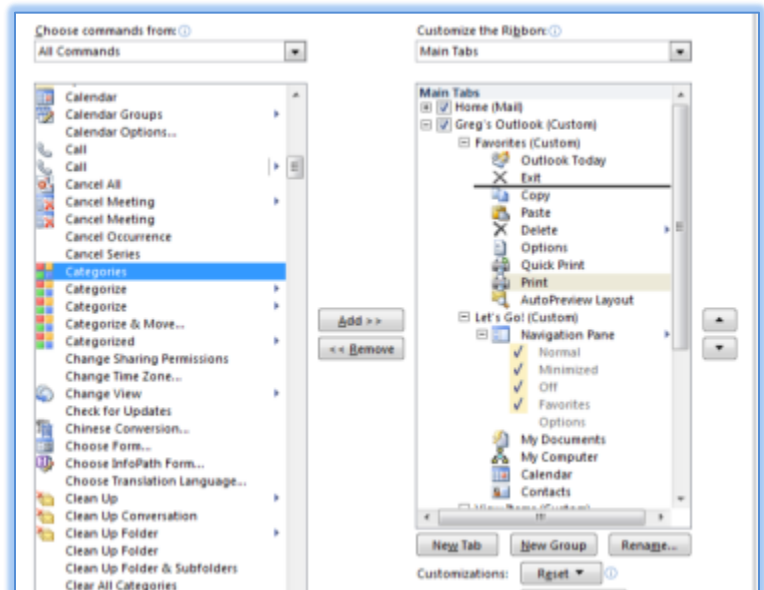 Choose commands from:
All Commands
Calendar
Calendar Groups
Calendar Options...
Call
Call
Cancel All
Cancel Meeting
Cancel Meeting
Cancel Occurrence
Cancel Series
Categories
Categorize
Categorize
Categorize & Move...
Categorized
Change Sharing Permissions
Change Time Zone...
Change View
Check for Updates
Chinese Conversion...
Choose Form...
Choose InfoPath Form...
Choose Translation Language...
Clean Up
Clean Up Conversation
Clean Up Folder
Clean Up Folder
Clean Up Folder & Subfolders
Clear All Categories
Add >>
<< Remove
Customize the Ribbon:
Main Tabs
Main Tabs
Home (Mail)
Greg's Outlook (Custom)
Favorites (Custom)
Outlook Today
Exit
Copy
Paste
Delete
Options
Quick Print
Print
AutoPreview Layout
Let's Go! (Custom)
Navigation Pane
Normal
Minimized
Off
Favorites
Options
My Documents
My Computer
Calendar
Contacts
New Tab
New Group
Rename...
Customizations:
Reset